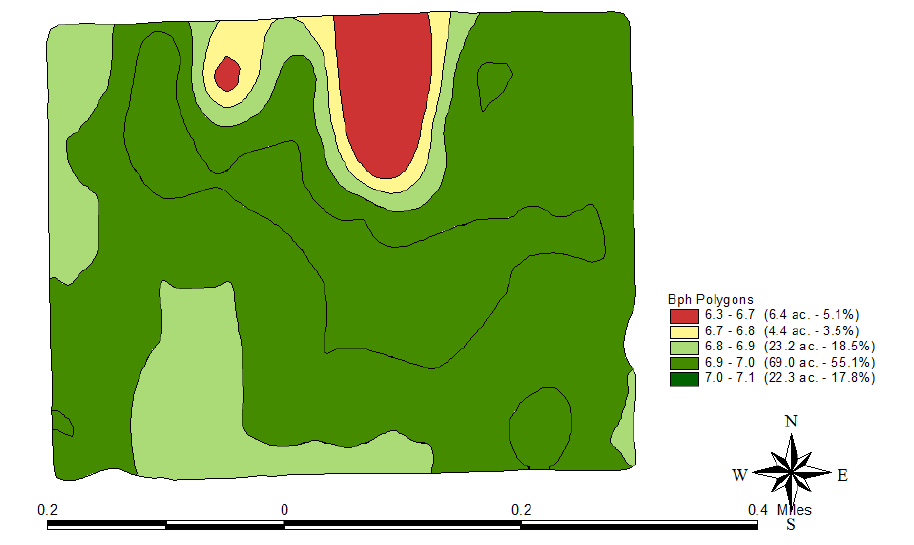 Bph Polygons
6.3 - 6.7 (6.4 ac. - 5.1%)
6.7 - 6.8 (4.4 ac. - 3.5%)
6.8 - 6.9 (23.2 ac. - 18.5%)
6.9 - 7.0 (69.0 ac. - 55.1%)
7.0 - 7.1 (22.3 ac. - 17.8%)
N
W E
S
0.2 0 0.2 0.4 Miles